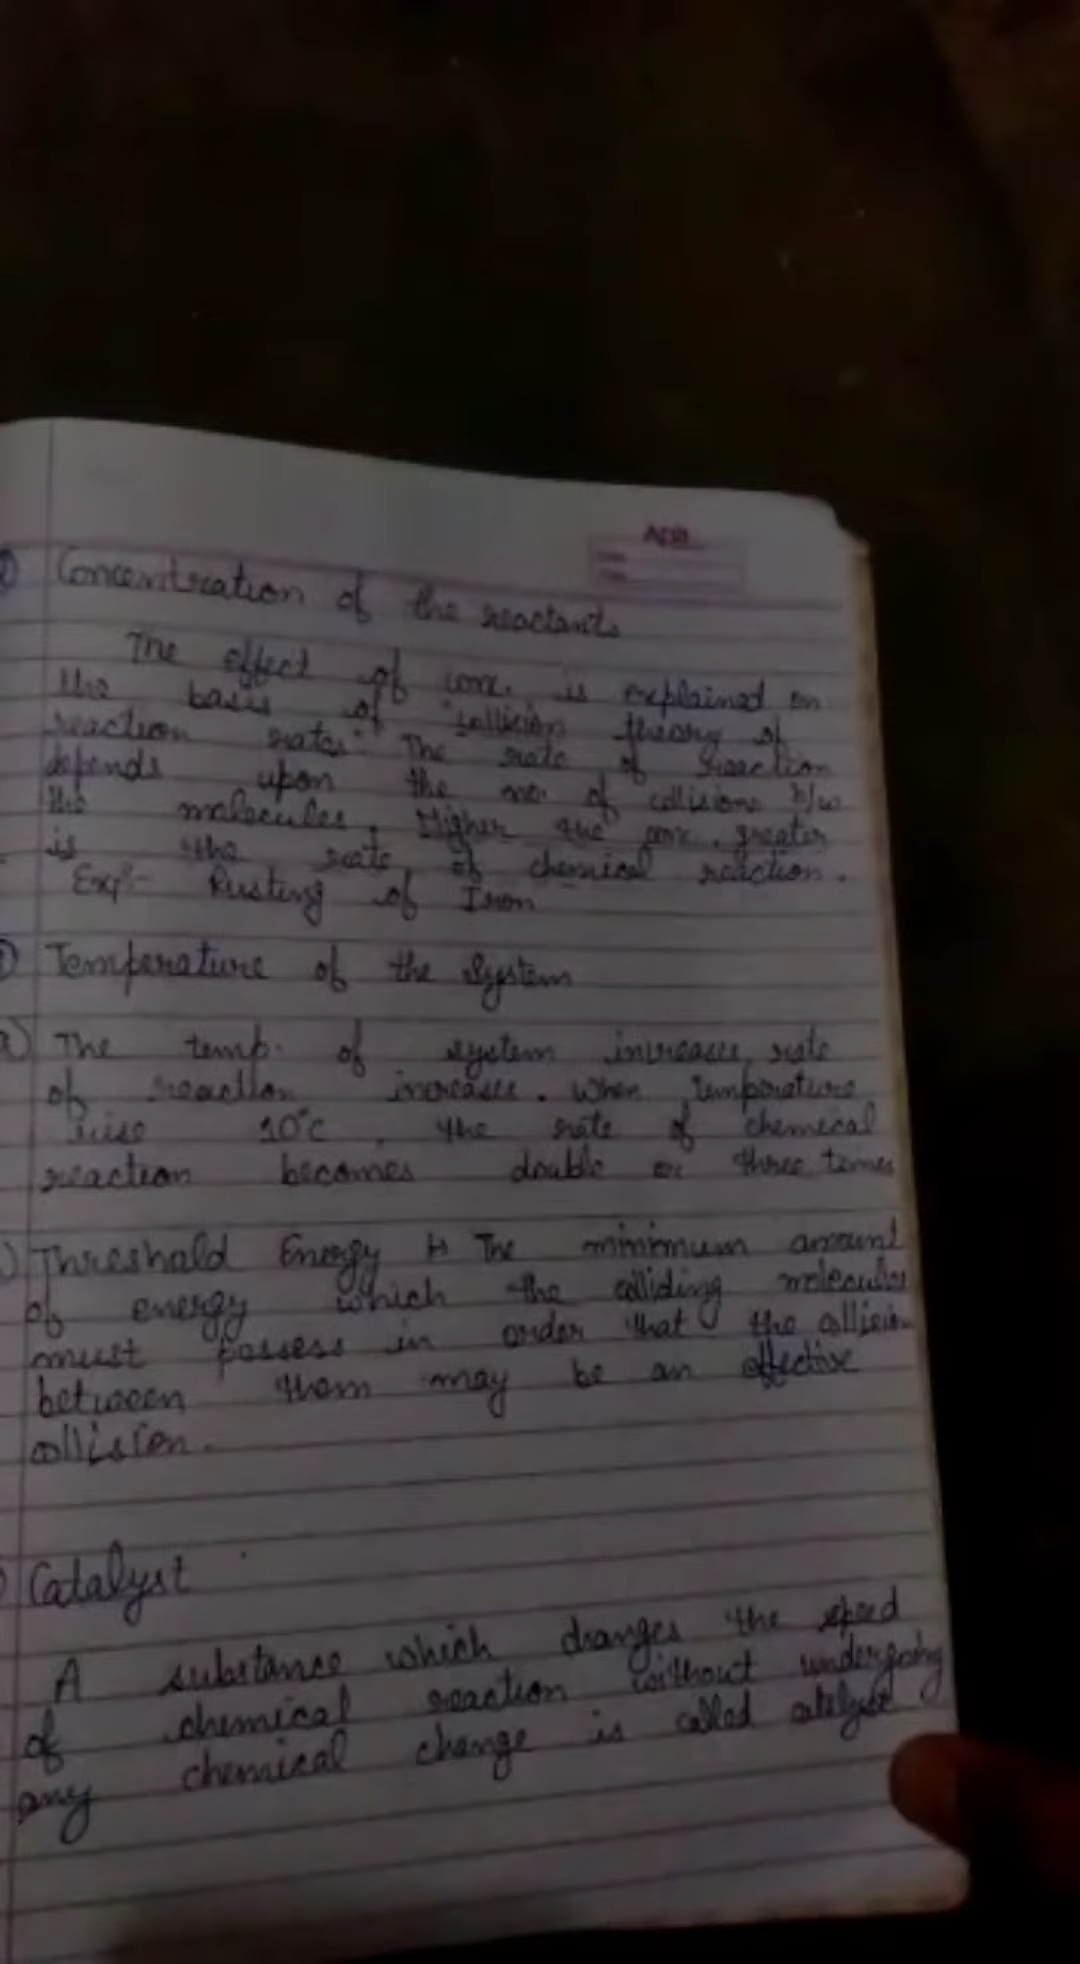 Concentration of the reactants
The effect of conc. is explained on
the basis of "collision theory of
reaction rates" The rate of reaction
depends upon the no. of collisions b/w
the molecules. Higher the conc. greater
is the rate of chemical reaction.
Exp:- Rusting of Iron
Temperature of the System
a) The temp. of system increases, rate
of reaction increases. When temperature
rise 10°C, the rate of chemical
reaction becomes double or three times
Threshold Energy :- The minimum amount
of energy which the colliding molecules
must possess in order that the collision
between them may be an effective
collision.
Catalyst
A substance which changes the speed
of chemical reaction without undergoing
any chemical change is called catalyst